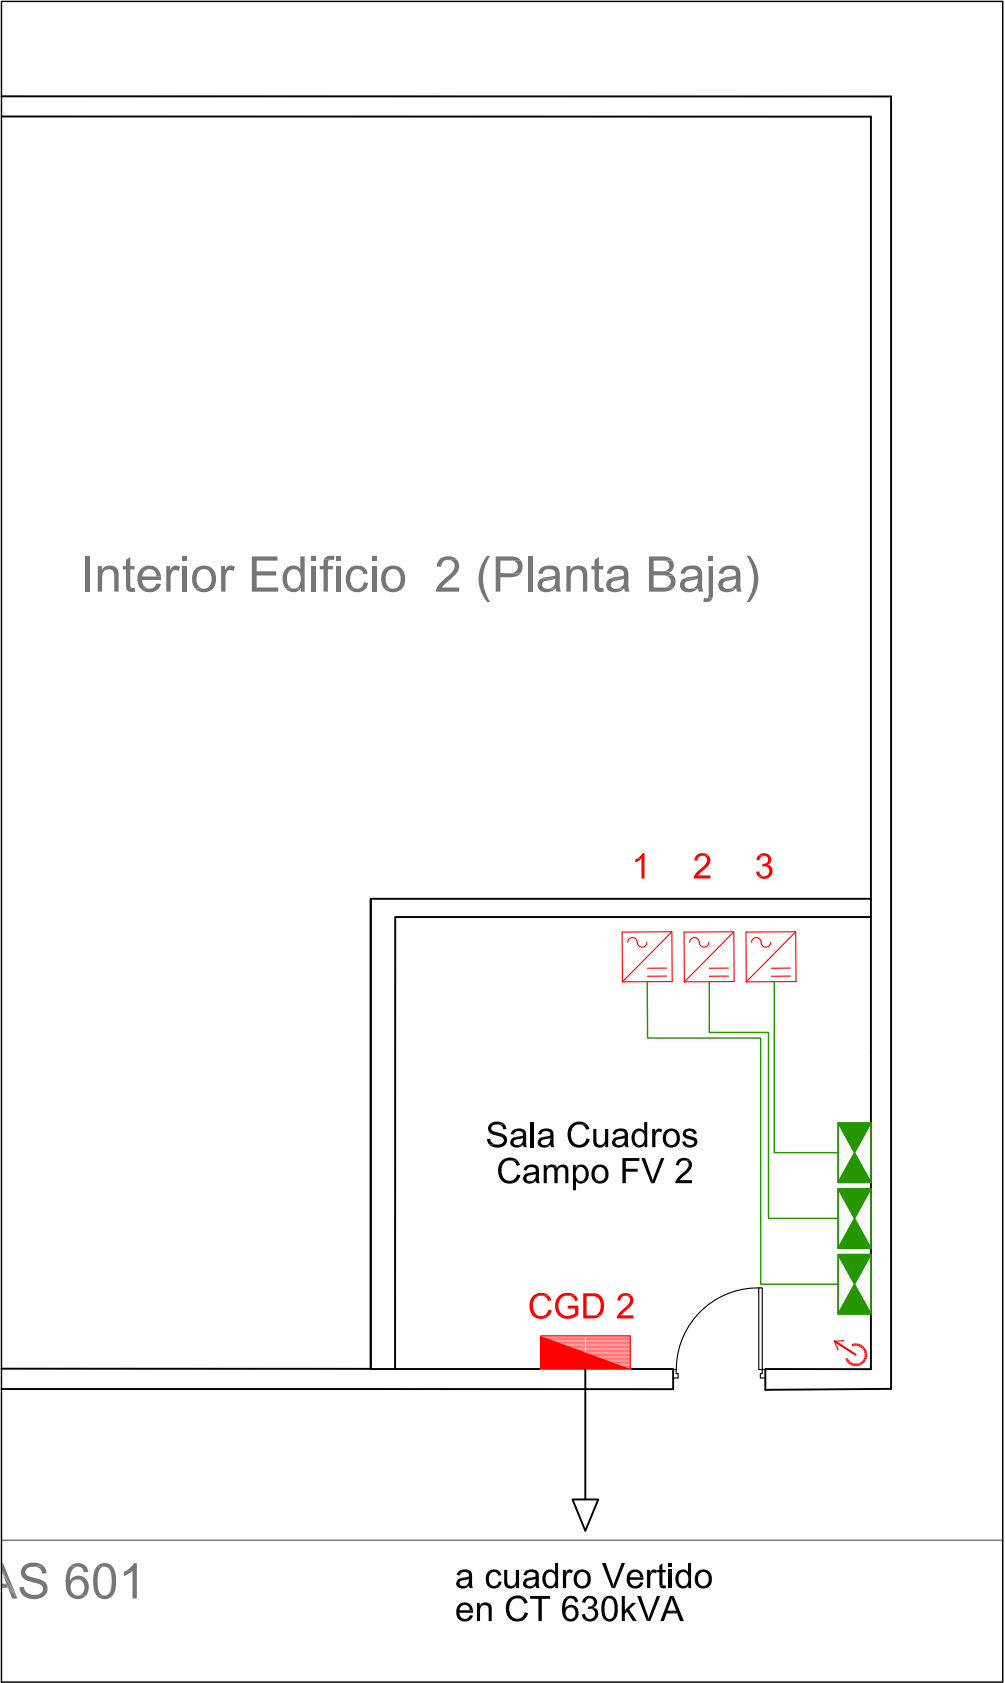 Interior Edificio 2 (Planta Baja)
1 2 3
Sala Cuadros
Campo FV 2
CGD 2
AS 601
a cuadro Vertido
en CT 630kVA